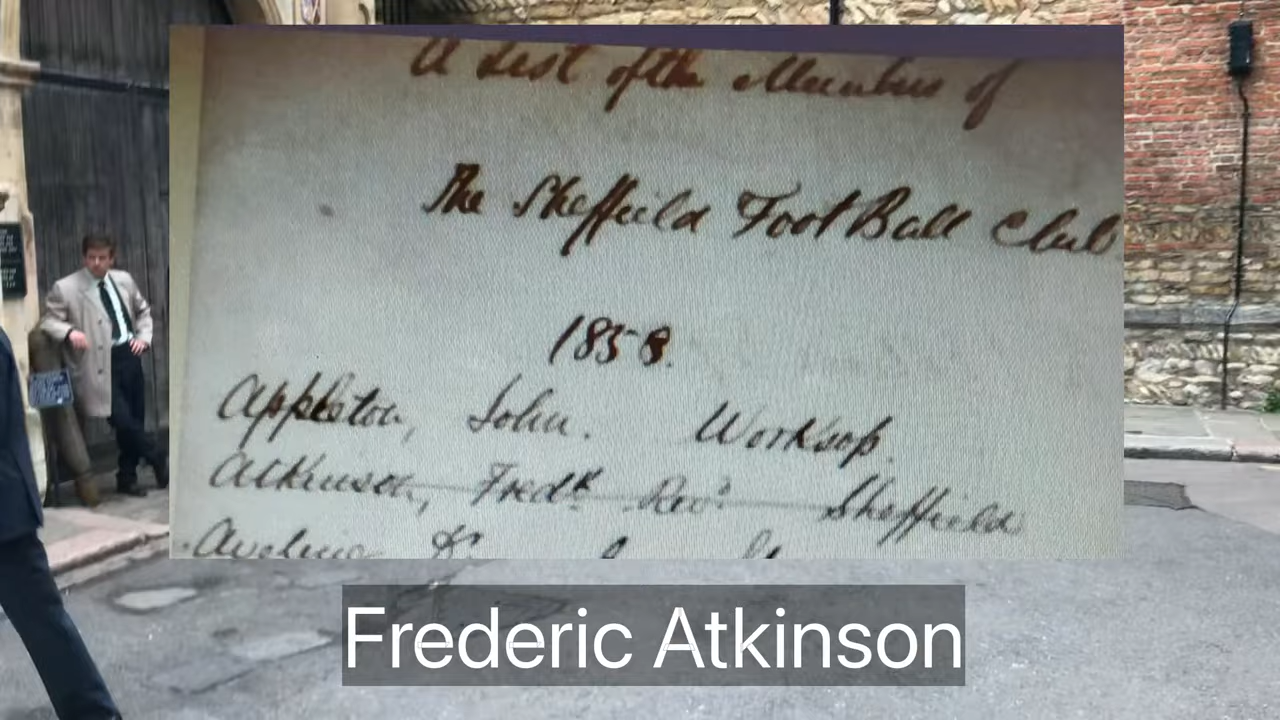 A List of the Members of
The Sheffield Foot Ball Club
1858.
Appleton, John. Worksop.
Atkinson, Fredk Revd Sheffield
Aveling
Frederic Atkinson